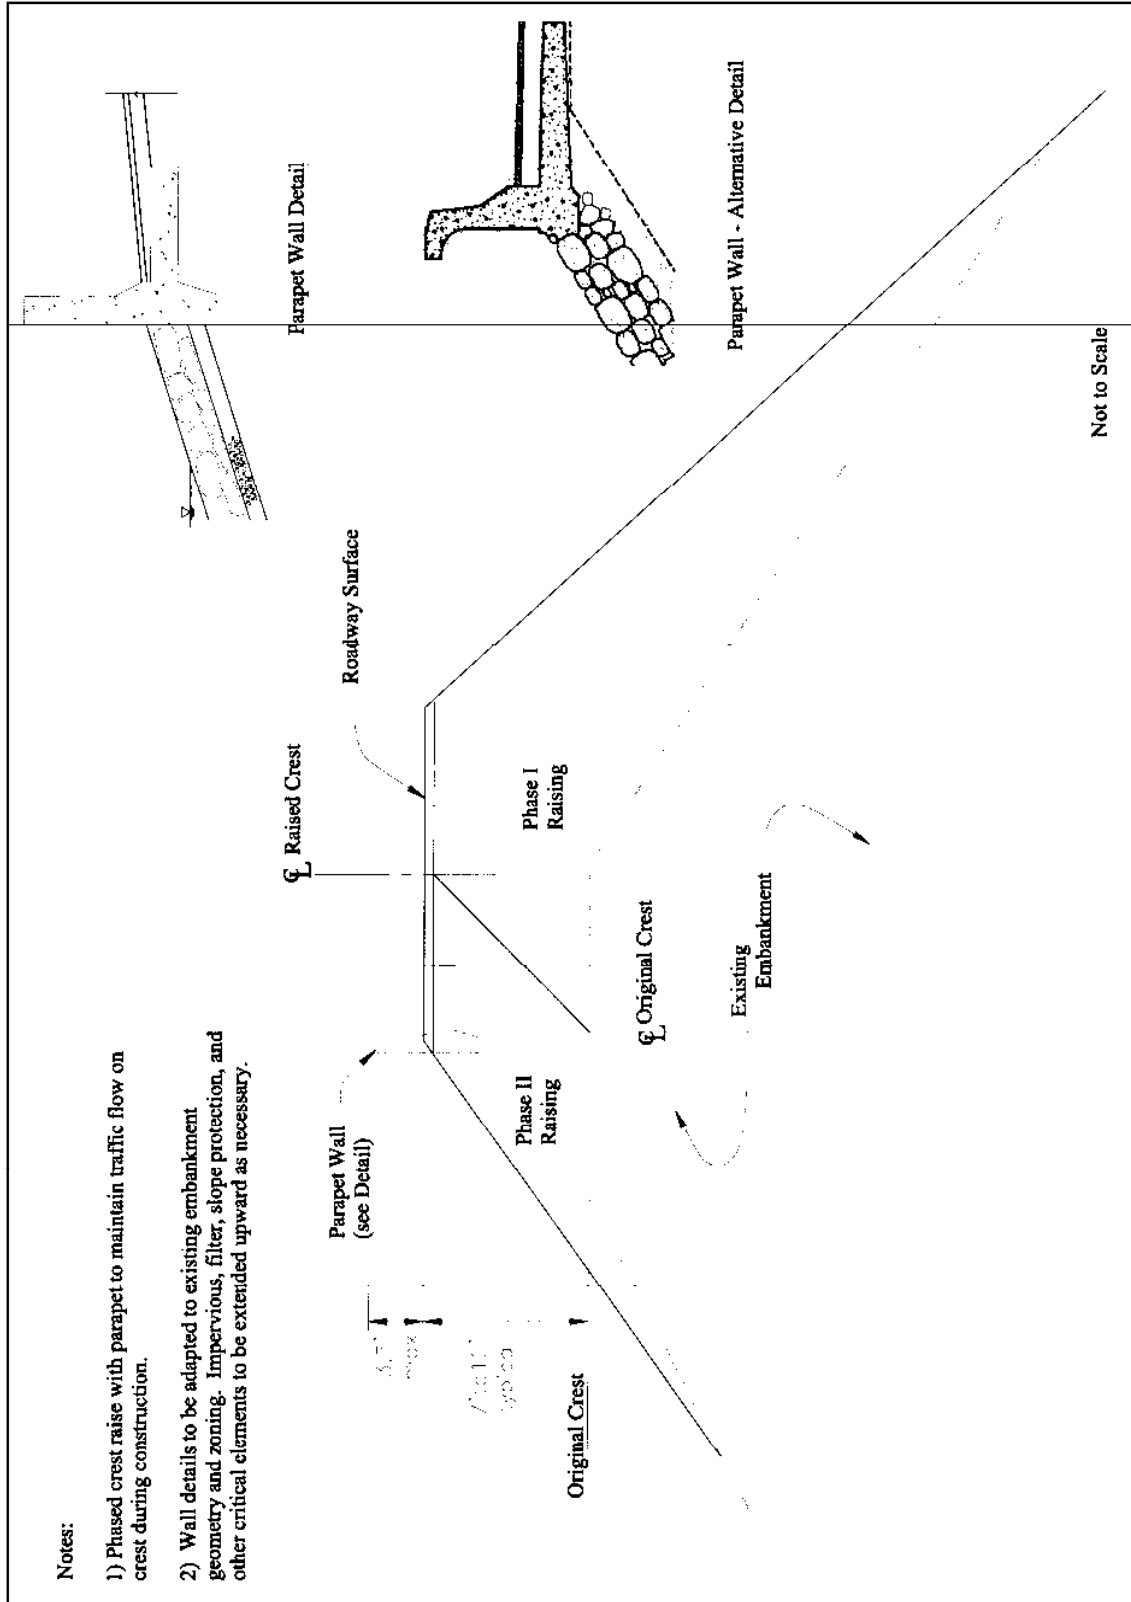 Notes:
1) Phased crest raise with parapet to maintain traffic flow on
crest during construction.
2) Wall details to be adapted to existing embankment
geometry and zoning. Impervious, filter, slope protection, and
other critical elements to be extended upward as necessary.
Parapet Wall Detail
Parapet Wall - Alternative Detail
Parapet Wall
(see Detail)
℄ Raised Crest
Roadway Surface
max
Original Crest
Phase II
Raising
Phase I
Raising
℄ Original Crest
Existing
Embankment
Not to Scale